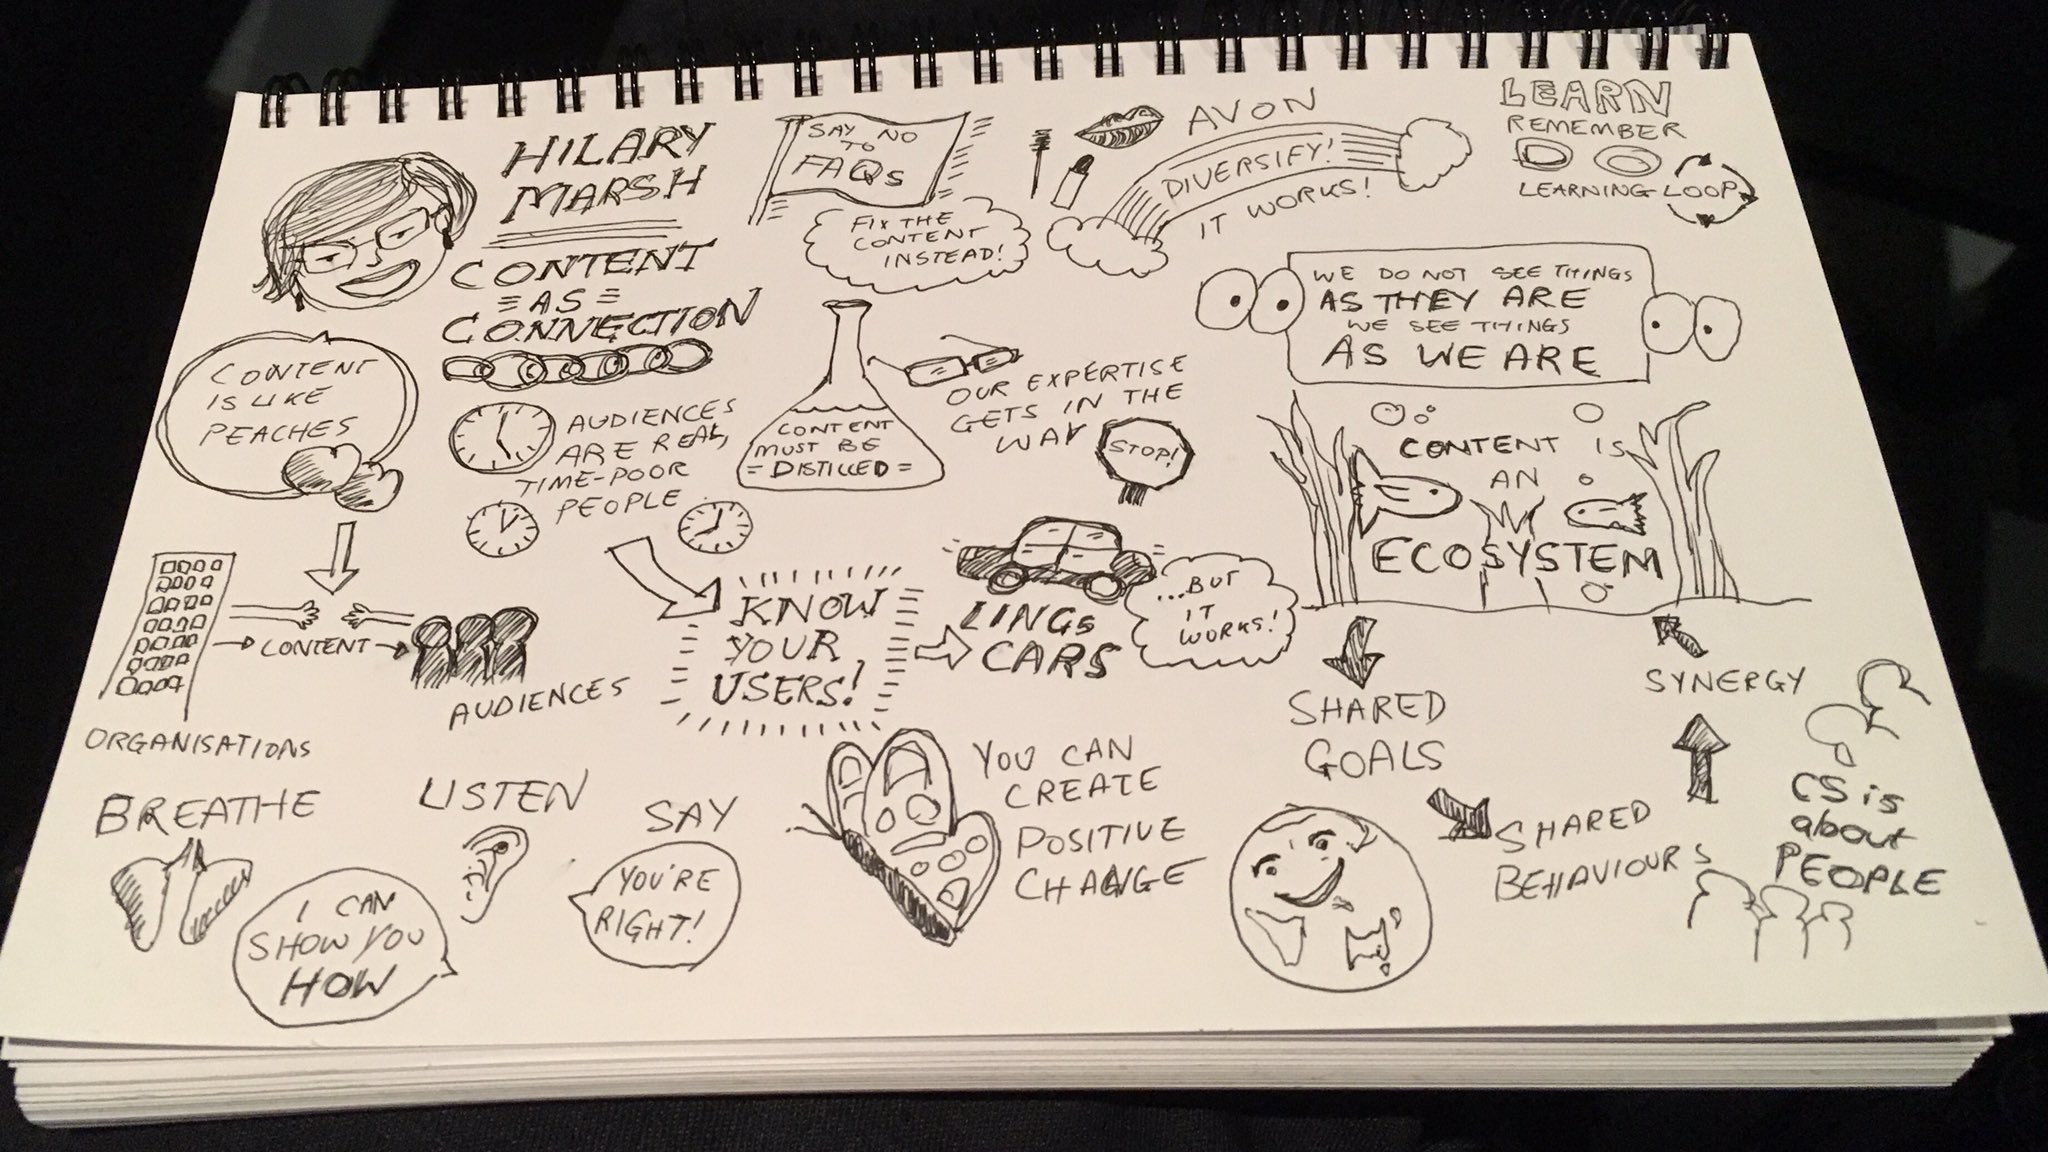 HILARY
MARSH
CONTENT
=AS=
CONNECTION
CONTENT
IS LIKE
PEACHES
AUDIENCES
ARE REAL,
TIME-POOR
PEOPLE
SAY NO
TO
FAQs
FIX THE
CONTENT
INSTEAD!
AVON
DIVERSIFY!
IT WORKS!
LEARN
REMEMBER
LEARNING LOOP
WE DO NOT SEE THINGS
AS THEY ARE
WE SEE THINGS
AS WE ARE
CONTENT
MUST BE
=DISTILLED=
OUR EXPERTISE
GETS IN THE
WAY
STOP!
CONTENT IS
AN
ECOSYSTEM
CONTENT
AUDIENCES
ORGANISATIONS
KNOW
YOUR
USERS!
LINGS
CARS
...BUT
IT
WORKS!
SHARED
GOALS
SHARED
BEHAVIOURS
SYNERGY
CS is
about
PEOPLE
BREATHE
I CAN
SHOW YOU
HOW
LISTEN
SAY
YOU'RE
RIGHT!
YOU CAN
CREATE
POSITIVE
CHANGE